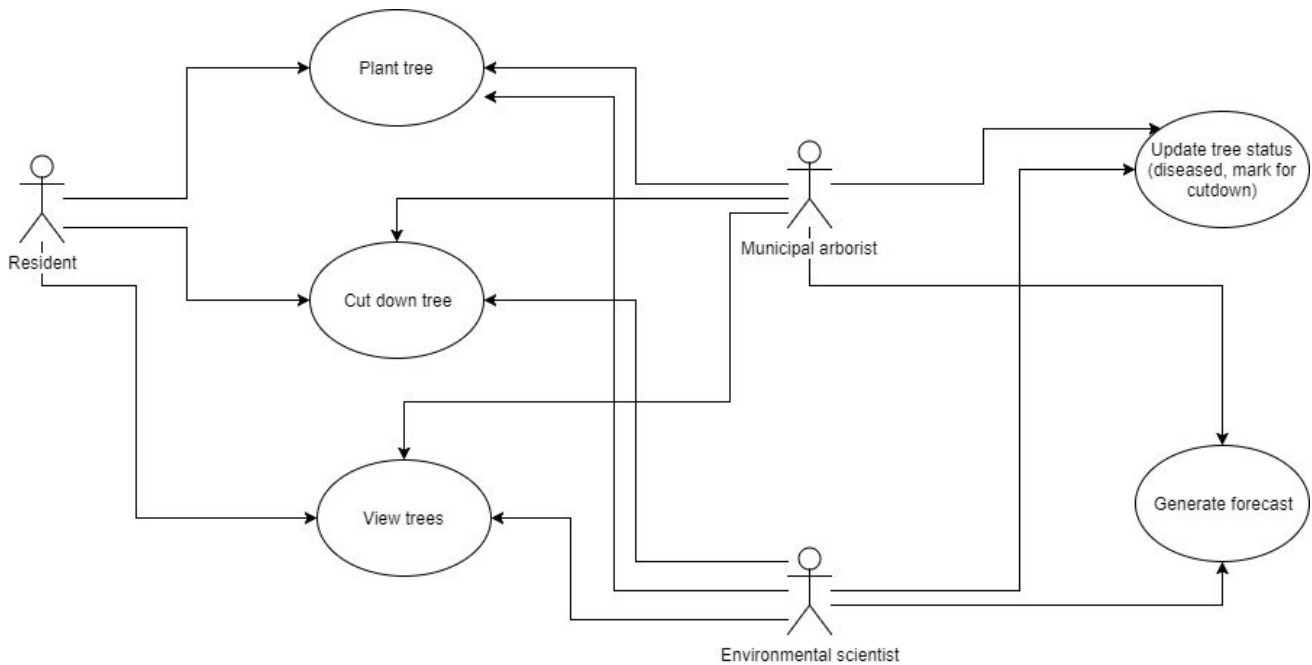 Plant tree
Update tree status
(diseased, mark for
cutdown)
Municipal arborist
Resident
Cut down tree
View trees
Generate forecast
Environmental scientist